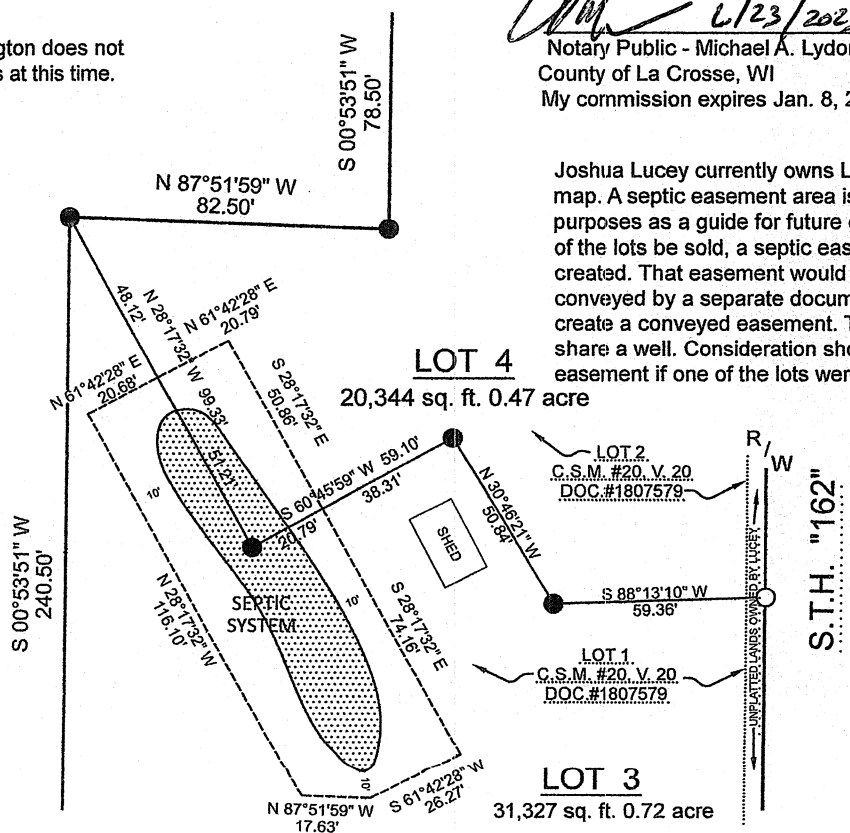 gton does not
s at this time.
6/23/202
Notary Public - Michael A. Lydon
County of La Crosse, WI
My commission expires Jan. 8, 2
Joshua Lucey currently owns L
map. A septic easement area is
purposes as a guide for future
of the lots be sold, a septic eas
created. That easement would
conveyed by a separate docum
create a conveyed easement. T
share a well. Consideration sho
easement if one of the lots wer
S 00°53'51" W
78.50'
N 87°51'59" W
82.50'
N 28°17'32" W 99.33'
48.12'
51.21'
N 61°42'28" E
20.79'
N 61°42'28" E
20.68'
S 28°17'32" E
50.86'
LOT 4
20,344 sq. ft. 0.47 acre
S 60°45'59" W 59.10'
20.79'
38.31'
N 30°46'21" W
50.84'
SHED
LOT 2
C.S.M. #20, V. 20
DOC.#1807579
R/W
S.T.H. "162"
UNPLATTED LANDS OWNED BY LUCEY
S 88°13'10" W
59.36'
10'
10'
10'
SEPTIC
SYSTEM
S 00°53'51" W
240.50'
N 28°17'32" W
116.10'
S 28°17'32" E
74.16'
LOT 1
C.S.M. #20, V. 20
DOC.#1807579
N 87°51'59" W
17.63'
S 61°42'28" W
26.27'
LOT 3
31,327 sq. ft. 0.72 acre